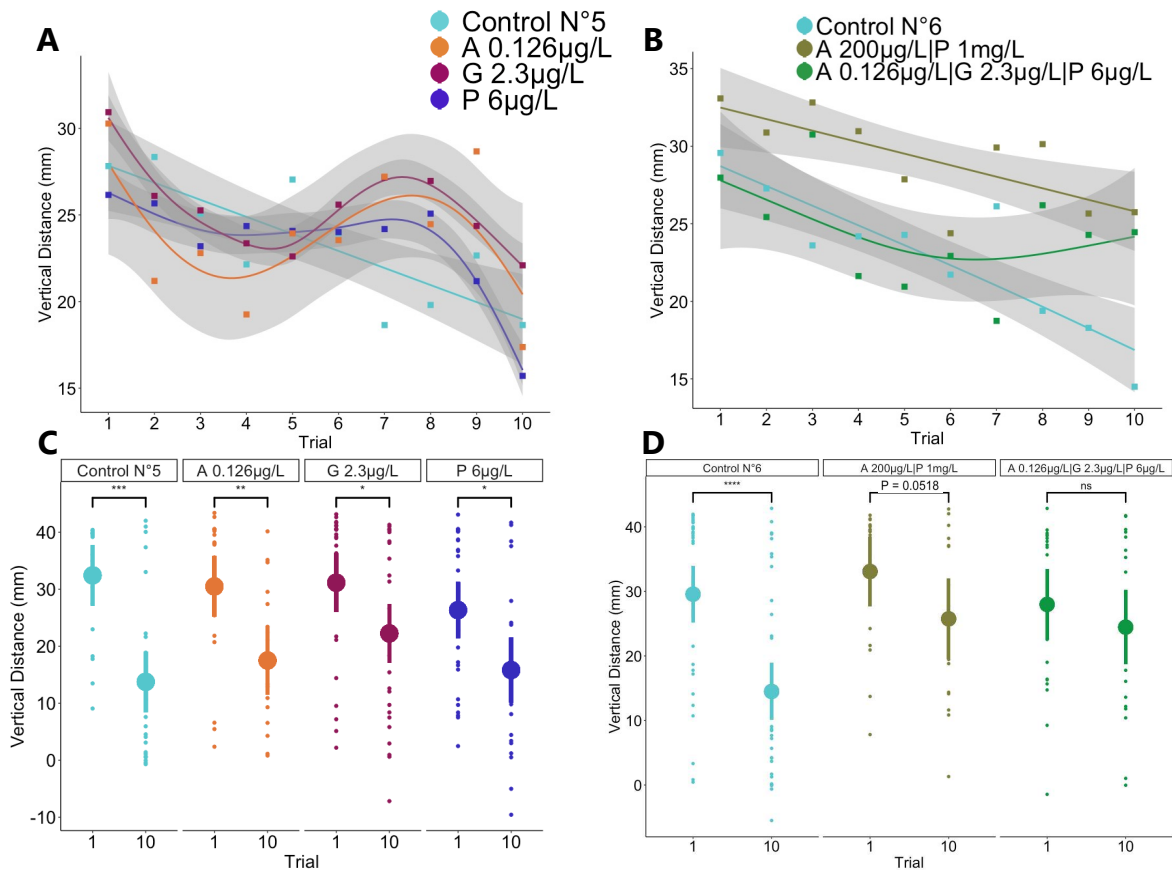 A
Control N°5
A 0.126µg/L
G 2.3µg/L
P 6µg/L
Vertical Distance (mm)
30
25
20
15
1 2 3 4 5 6 7 8 9 10
Trial
B
Control N°6
A 200µg/L|P 1mg/L
A 0.126µg/L|G 2.3µg/L|P 6µg/L
Vertical Distance (mm)
35
30
25
20
15
1 2 3 4 5 6 7 8 9 10
Trial
C
Control N°5 A 0.126µg/L G 2.3µg/L P 6µg/L
*** ** * *
Vertical Distance (mm)
40
30
20
10
0
-10
1 10 1 10 1 10 1 10
Trial
D
Control N°6 A 200µg/L|P 1mg/L A 0.126µg/L|G 2.3µg/L|P 6µg/L
**** P = 0.0518 ns
Vertical Distance (mm)
40
30
20
10
0
1 10 1 10 1 10
Trial